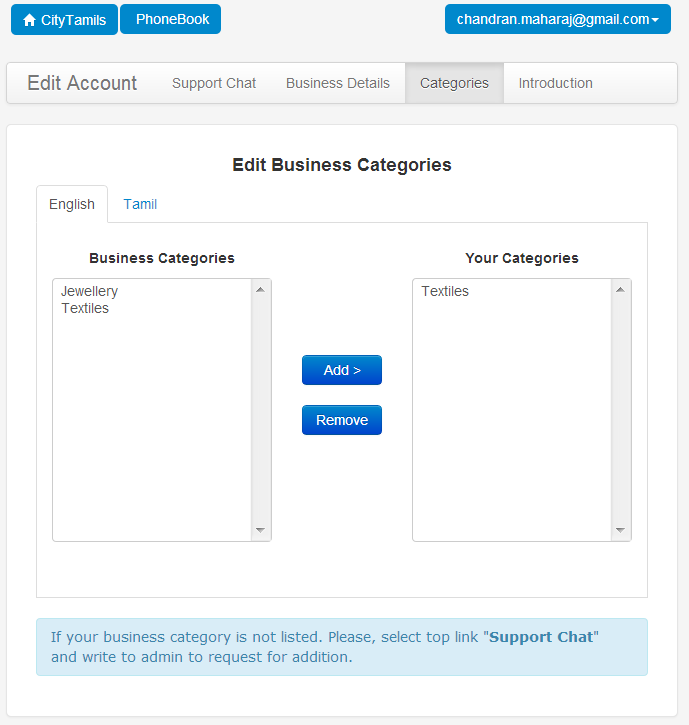 CityTamils PhoneBook chandran.maharaj@gmail.com
Edit Account Support Chat Business Details Categories Introduction
Edit Business Categories
English Tamil
Business Categories Your Categories
Jewellery Textiles
Textiles
Add >
Remove
If your business category is not listed. Please, select top link "Support Chat"
and write to admin to request for addition.